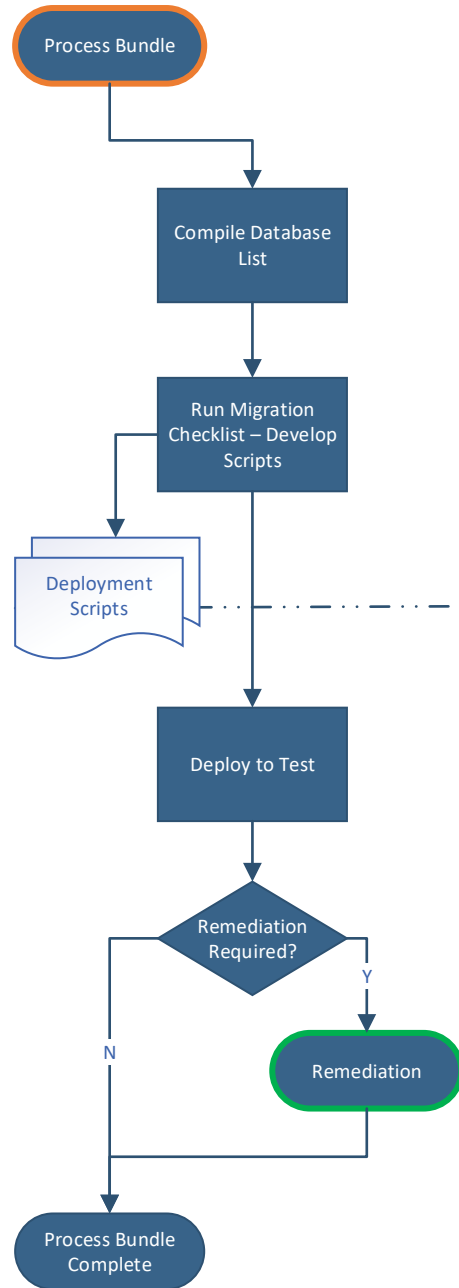 Process Bundle
Compile Database
List
Run Migration
Checklist – Develop
Scripts
Deployment
Scripts
Deploy to Test
Remediation
Required?
Y
N
Remediation
Process Bundle
Complete